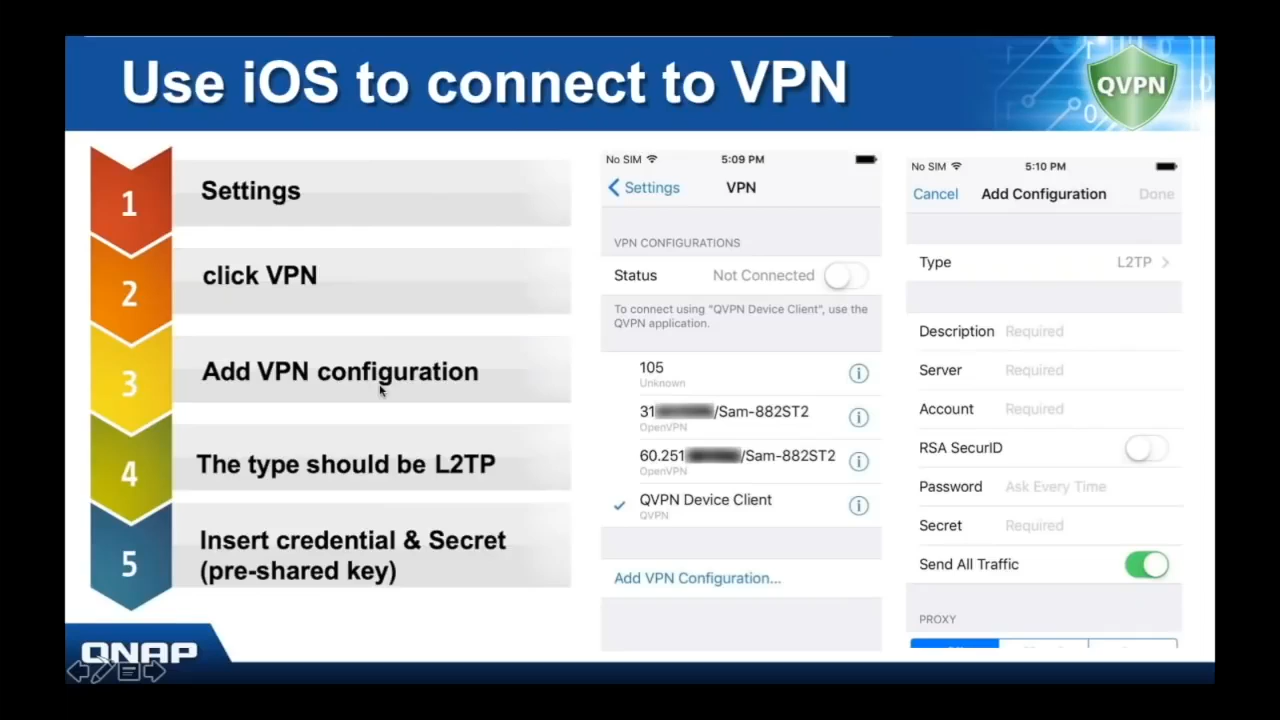 Use iOS to connect to VPN
QVPN
1
Settings
2
click VPN
3
Add VPN configuration
4
The type should be L2TP
5
Insert credential & Secret
(pre-shared key)
No SIM 5:09 PM
Settings VPN
VPN CONFIGURATIONS
Status Not Connected
To connect using "QVPN Device Client", use the
QVPN application.
105
Unknown
31 /Sam-882ST2
OpenVPN
60.251 /Sam-882ST2
OpenVPN
QVPN Device Client
QVPN
Add VPN Configuration...
No SIM 5:10 PM
Cancel Add Configuration Done
Type L2TP
Description Required
Server Required
Account Required
RSA SecurID
Password Ask Every Time
Secret Required
Send All Traffic
PROXY
QNAP